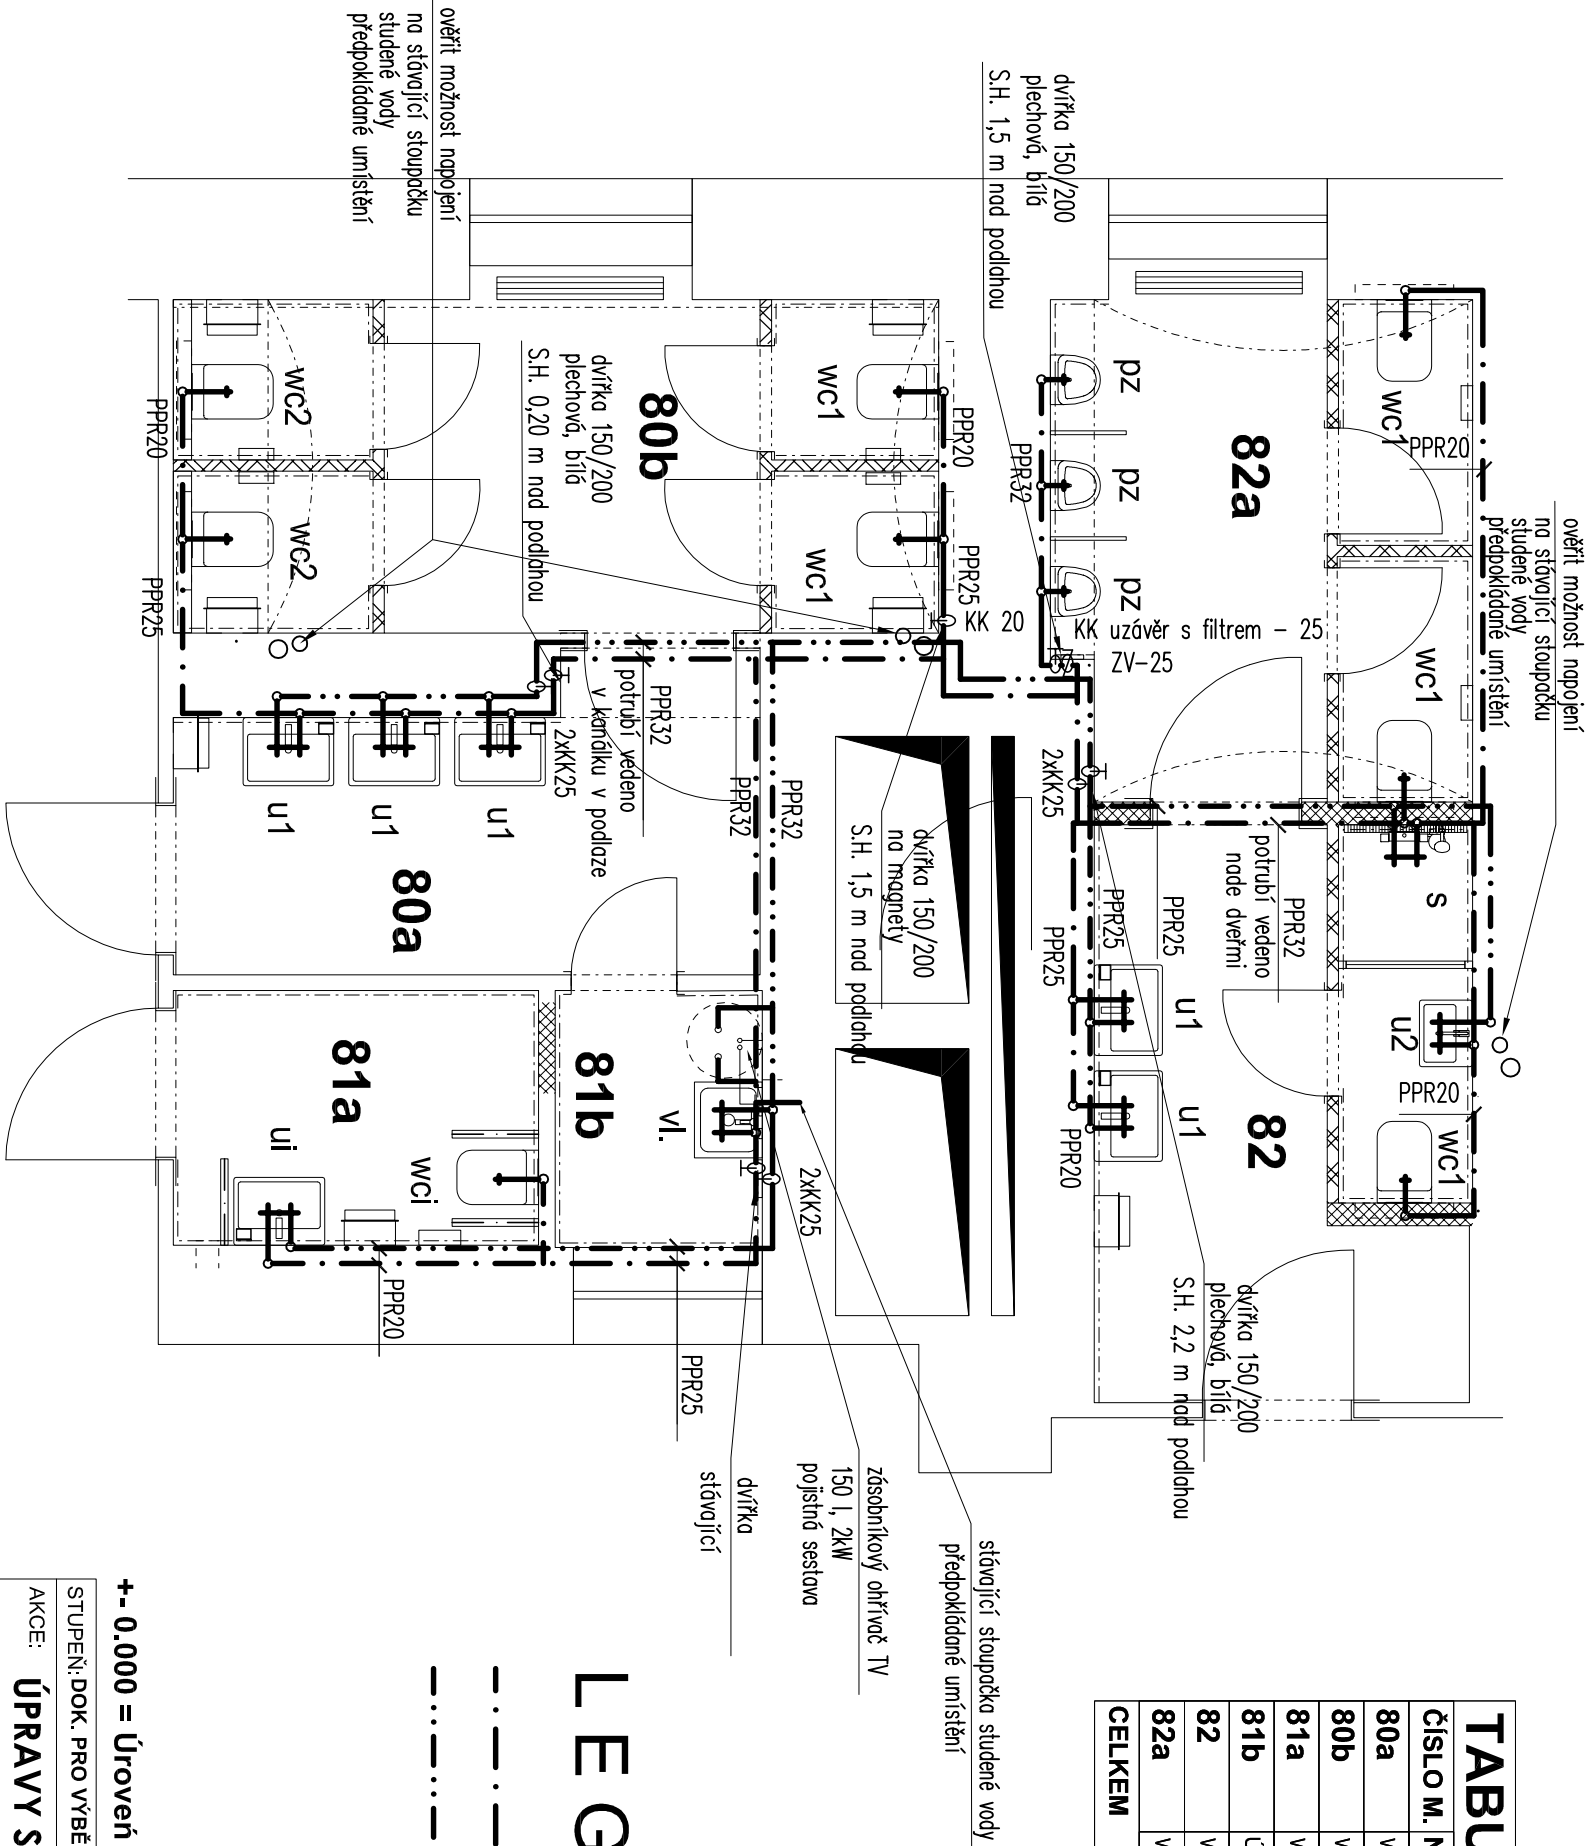 ověřit možnost napojení
na stávající stoupačku
studené vody
předpokládané umístění
dvířka 150/200
plechová, bílá
S.H. 1,5 m nad podlahou
ověřit možnost napojení
na stávající stoupačku
studené vody
předpokládané umístění
wc1
PPR20
82a
pz
pz
pz
PPR32
wc1
KK uzávěr s filtrem – 25
ZV–25
wc2
PPR20
wc2
PPR25
80b
dvířka 150/200
plechová, bílá
S.H. 0,20 m nad podlahou
wc1
PPR20
wc1
PPR25
KK 20
PPR32
potrubí vedeno
v kanálku v podlaze
2xKK25
u1
u1
u1
80a
PPR32
PPR32
dvířka 150/200
na magnety
S.H. 1,5 m nad podlahou
2xKK25
PPR25
PPR25
PPR25
PPR32
potrubí vedeno
nade dveřmi
s
u2
PPR20
wc1
u1
u1
82
PPR20
81a
ui
wci
81b
vl.
2xKK25
PPR20
PPR25
dvířka 150/200
plechová, bílá
S.H. 2,2 m nad podlahou
dvířka
stávající
zásobníkový ohřívač TV
150 l, 2kW
pojistná sestava
stávající stoupačka studené vody
předpokládané umístění
TABU
ČÍSLO M. N
80a
80b
81a
81b
82
82a
CELKEM
L E G
+- 0.000 = Úroveň
STUPEŇ: DOK. PRO VÝBĚ
AKCE: ÚPRAVY S